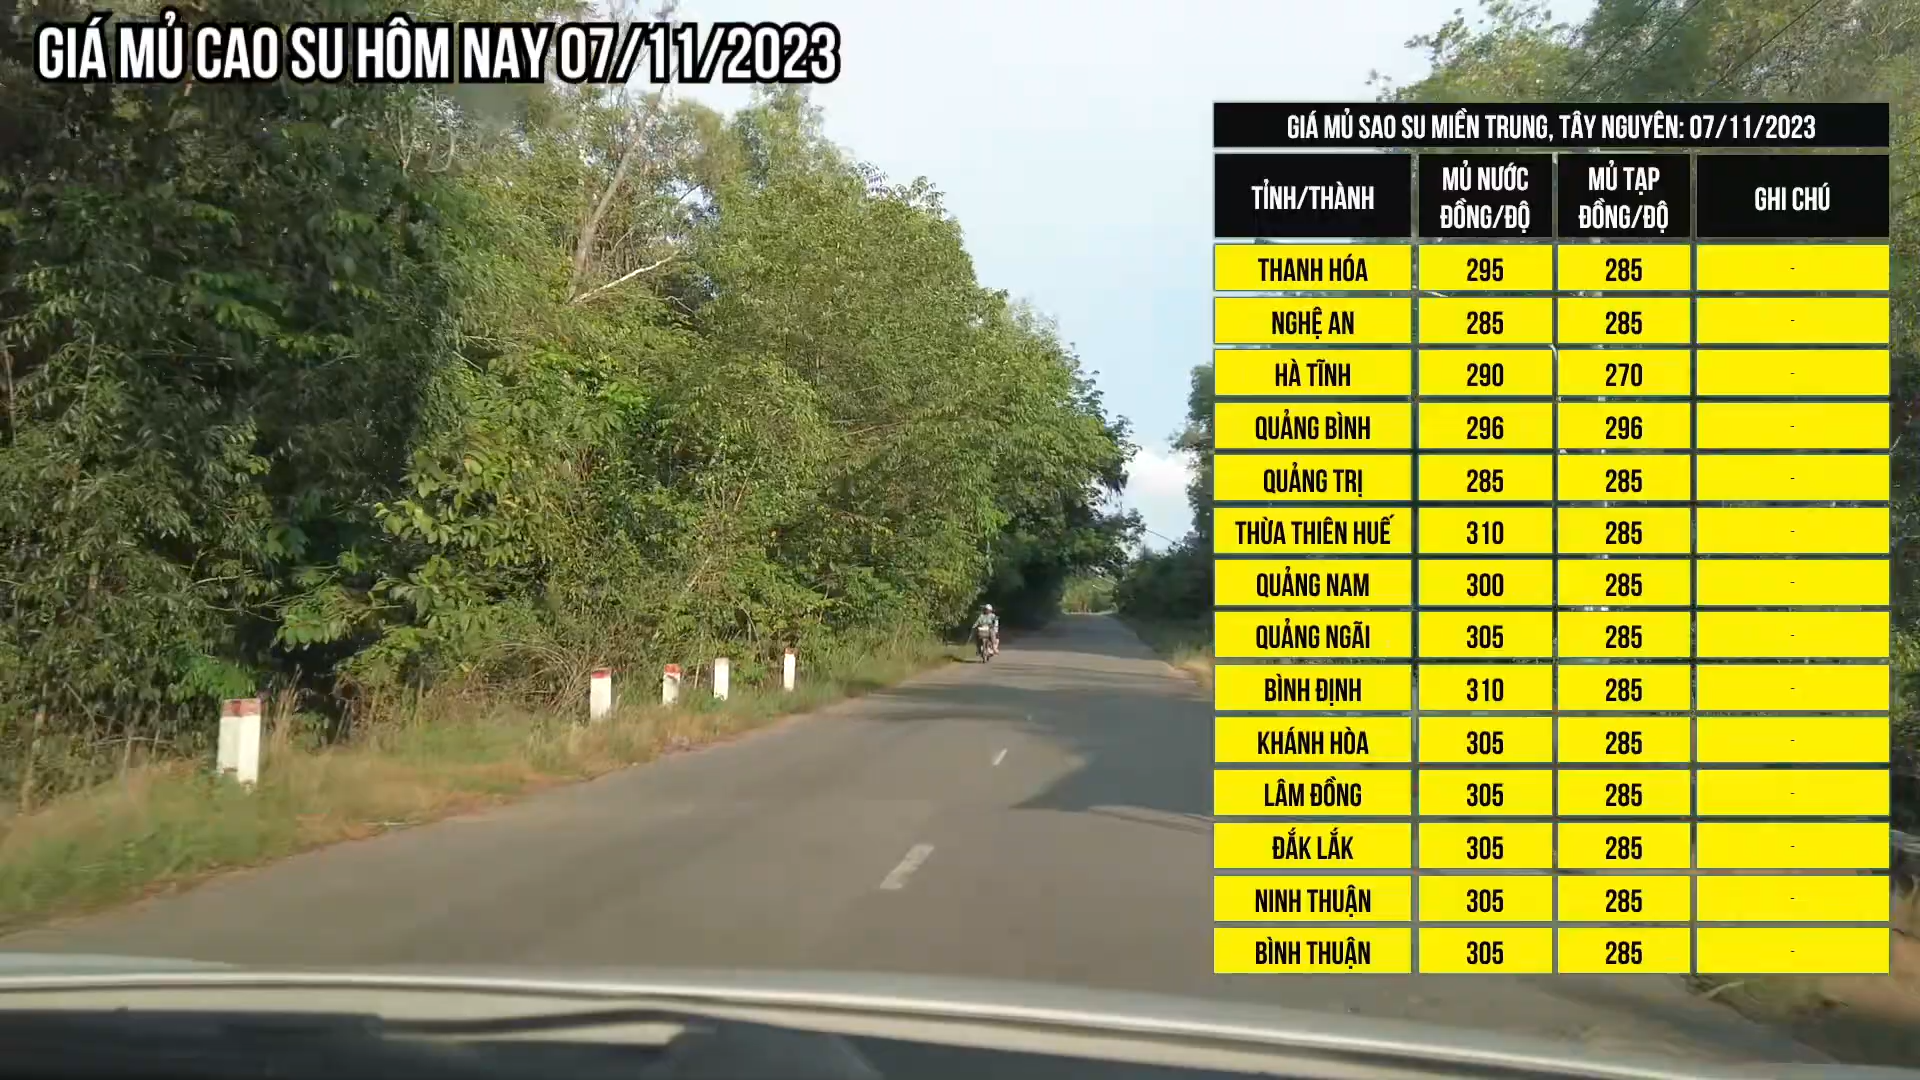 GIÁ MỦ CAO SU HÔM NAY 07/11/2023
GIÁ MỦ SAO SU MIỀN TRUNG, TÂY NGUYÊN: 07/11/2023
TỈNH/THÀNH MỦ NƯỚC ĐỒNG/ĐỘ MỦ TẠP ĐỒNG/ĐỘ GHI CHÚ
THANH HÓA 295 285 -
NGHỆ AN 285 285 -
HÀ TĨNH 290 270 -
QUẢNG BÌNH 296 296 -
QUẢNG TRỊ 285 285 -
THỪA THIÊN HUẾ 310 285 -
QUẢNG NAM 300 285 -
QUẢNG NGÃI 305 285 -
BÌNH ĐỊNH 310 285 -
KHÁNH HÒA 305 285 -
LÂM ĐỒNG 305 285 -
ĐẮK LẮK 305 285 -
NINH THUẬN 305 285 -
BÌNH THUẬN 305 285 -